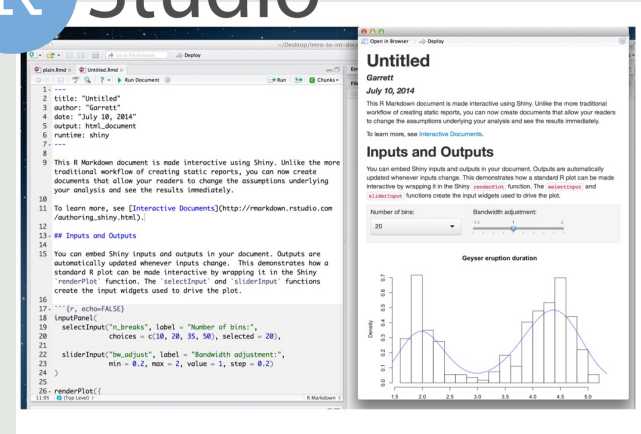 R Studio
~/Desktop/intro-to-int-doc
Go to file/function
Deploy
plain.Rmd × Untitled.Rmd ×
Run Document
Run
Chunks
1 ---
2 title: "Untitled"
3 author: "Garrett"
4 date: "July 10, 2014"
5 output: html_document
6 runtime: shiny
7 ---
8
9 This R Markdown document is made interactive using Shiny. Unlike the more
traditional workflow of creating static reports, you can now create
documents that allow your readers to change the assumptions underlying
your analysis and see the results immediately.
10
11 To learn more, see [Interactive Documents](http://rmarkdown.rstudio.com
/authoring_shiny.html).
12
13 ## Inputs and Outputs
14
15 You can embed Shiny inputs and outputs in your document. Outputs are
automatically updated whenever inputs change.  This demonstrates how a
standard R plot can be made interactive by wrapping it in the Shiny
`renderPlot` function. The `selectInput` and `sliderInput` functions
create the input widgets used to drive the plot.
16
17 ```{r, echo=FALSE}
18 inputPanel(
19   selectInput("n_breaks", label = "Number of bins:",
20               choices = c(10, 20, 35, 50), selected = 20),
21
22   sliderInput("bw_adjust", label = "Bandwidth adjustment:",
23               min = 0.2, max = 2, value = 1, step = 0.2)
24 )
25
26 renderPlot({
11:95 (Top Level) R Markdown
Open in Browser Deploy
Untitled
Garrett
July 10, 2014
This R Markdown document is made interactive using Shiny. Unlike the more traditional
workflow of creating static reports, you can now create documents that allow your readers
to change the assumptions underlying your analysis and see the results immediately.
To learn more, see Interactive Documents.
Inputs and Outputs
You can embed Shiny inputs and outputs in your document. Outputs are automatically
updated whenever inputs change. This demonstrates how a standard R plot can be made
interactive by wrapping it in the Shiny renderPlot function. The selectInput and
sliderInput functions create the input widgets used to drive the plot.
Number of bins: Bandwidth adjustment:
20
0.2 1 2
Geyser eruption duration
Density
0.7
0.6
0.5
0.4
0.3
0.2
0.1
0.0
1.5 2.0 2.5 3.0 3.5 4.0 4.5 5.0